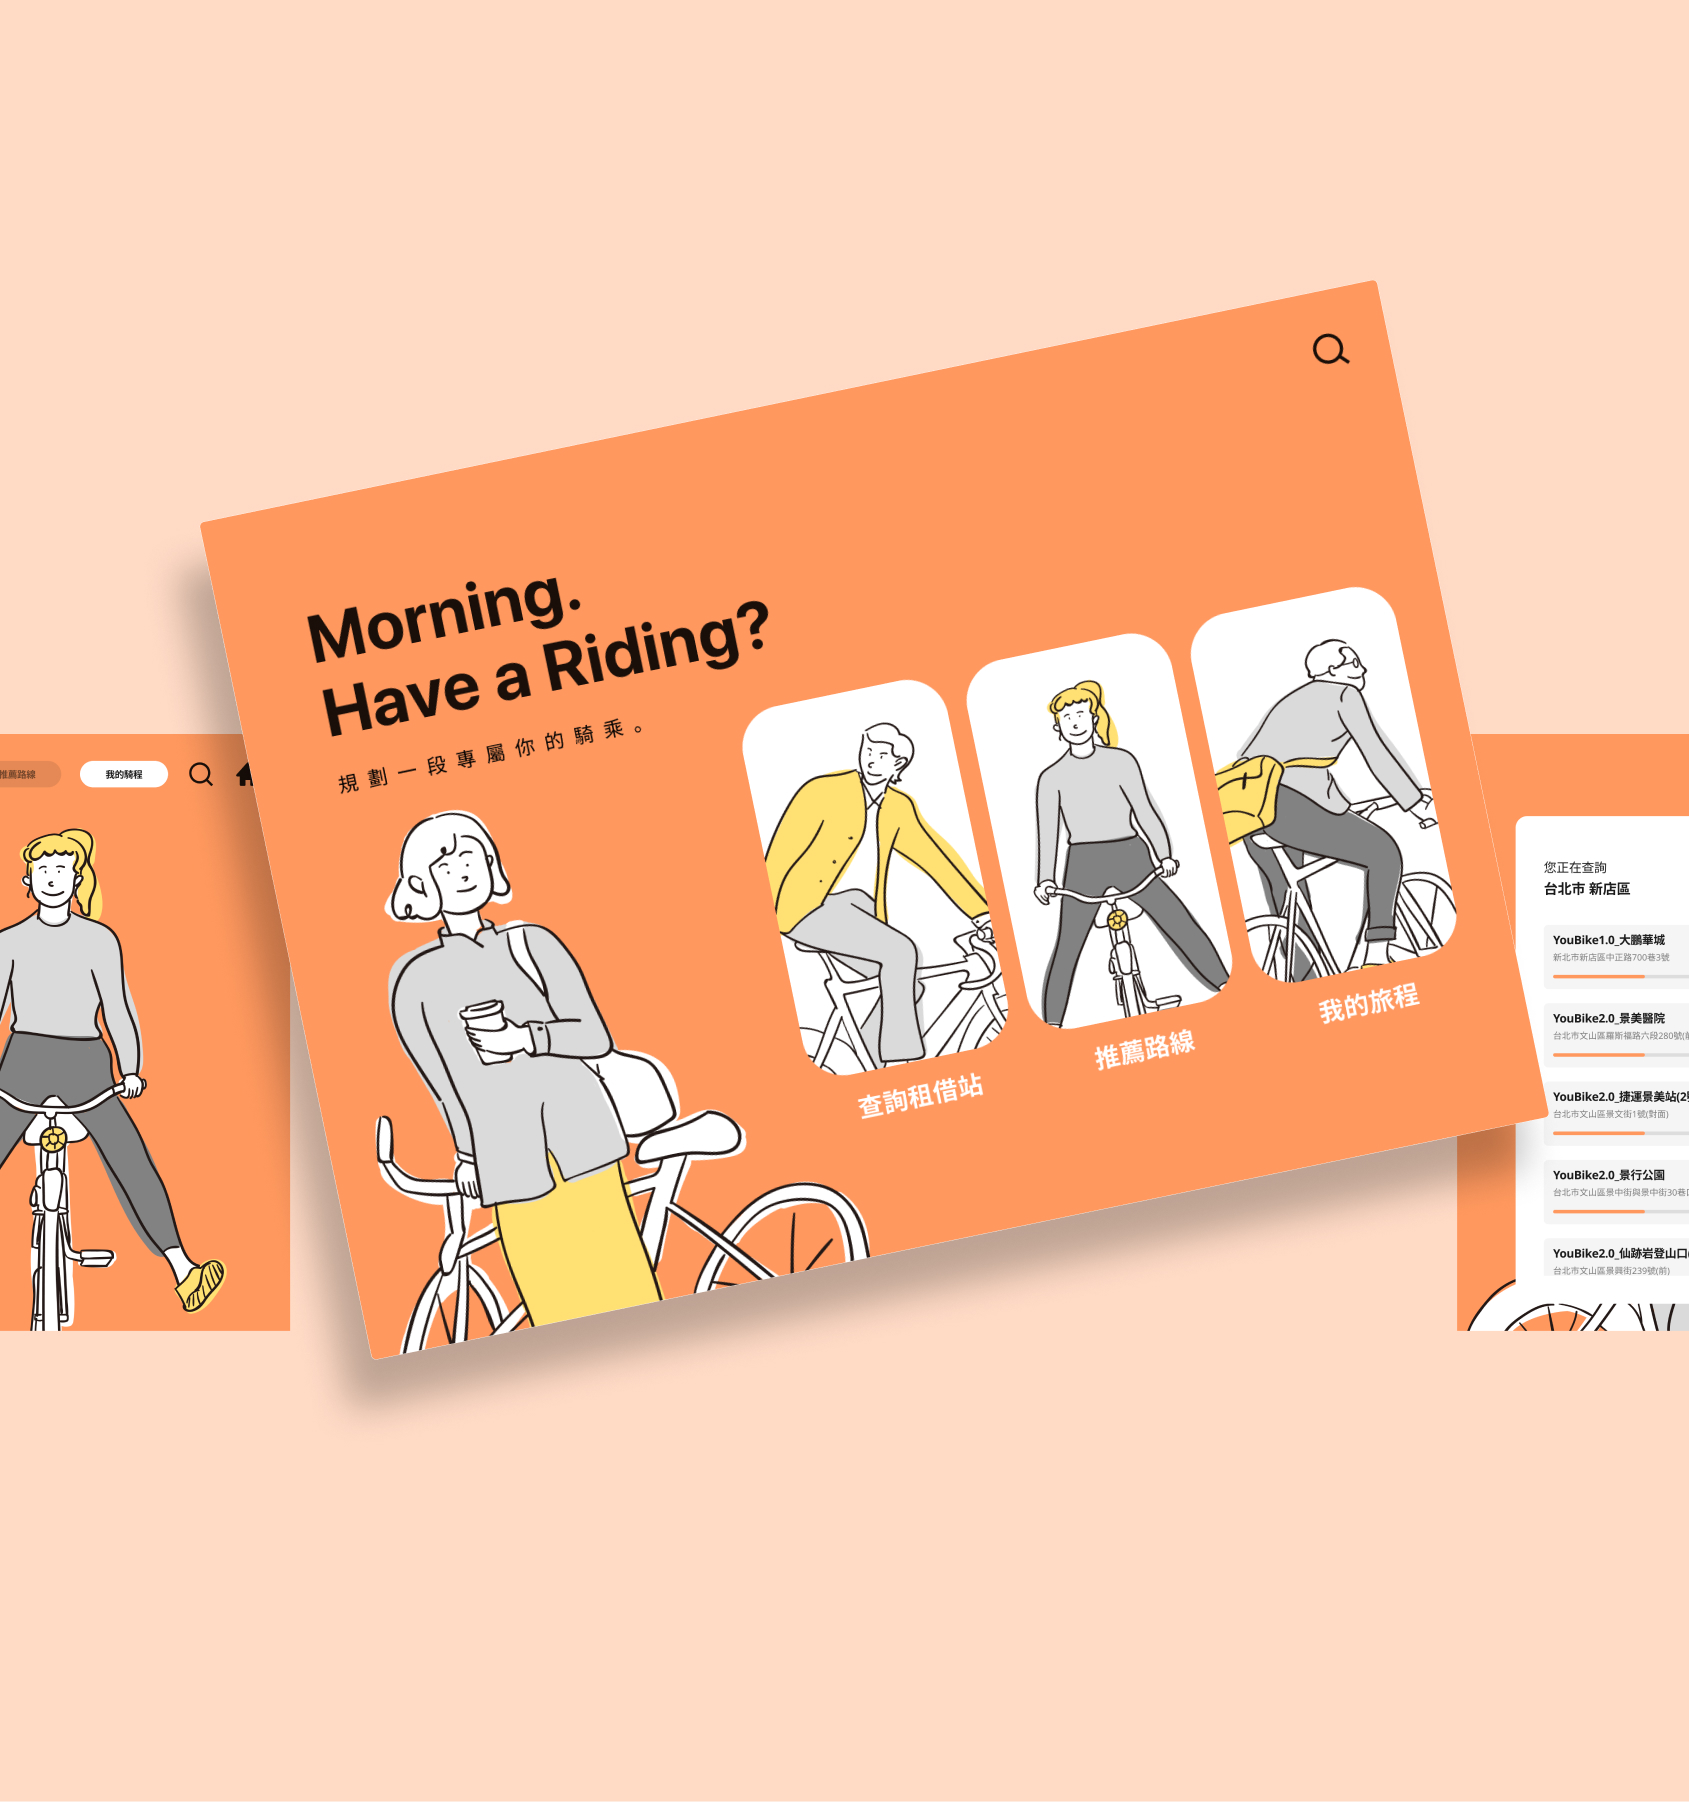 Morning.
Have a Riding?
規劃一段專屬你的騎乘。
查詢租借站
推薦路線
我的旅程
推薦路線
我的騎程
您正在查詢
台北市 新店區
YouBike1.0_大鵬華城
新北市新店區中正路700巷3號
YouBike2.0_景美醫院
台北市文山區羅斯福路六段280號(
YouBike2.0_捷運景美站(2
台北市文山區景文街1號(對面)
YouBike2.0_景行公園
台北市文山區景中街與景中街30巷
YouBike2.0_仙跡岩登山口
台北市文山區景興街239號(前)